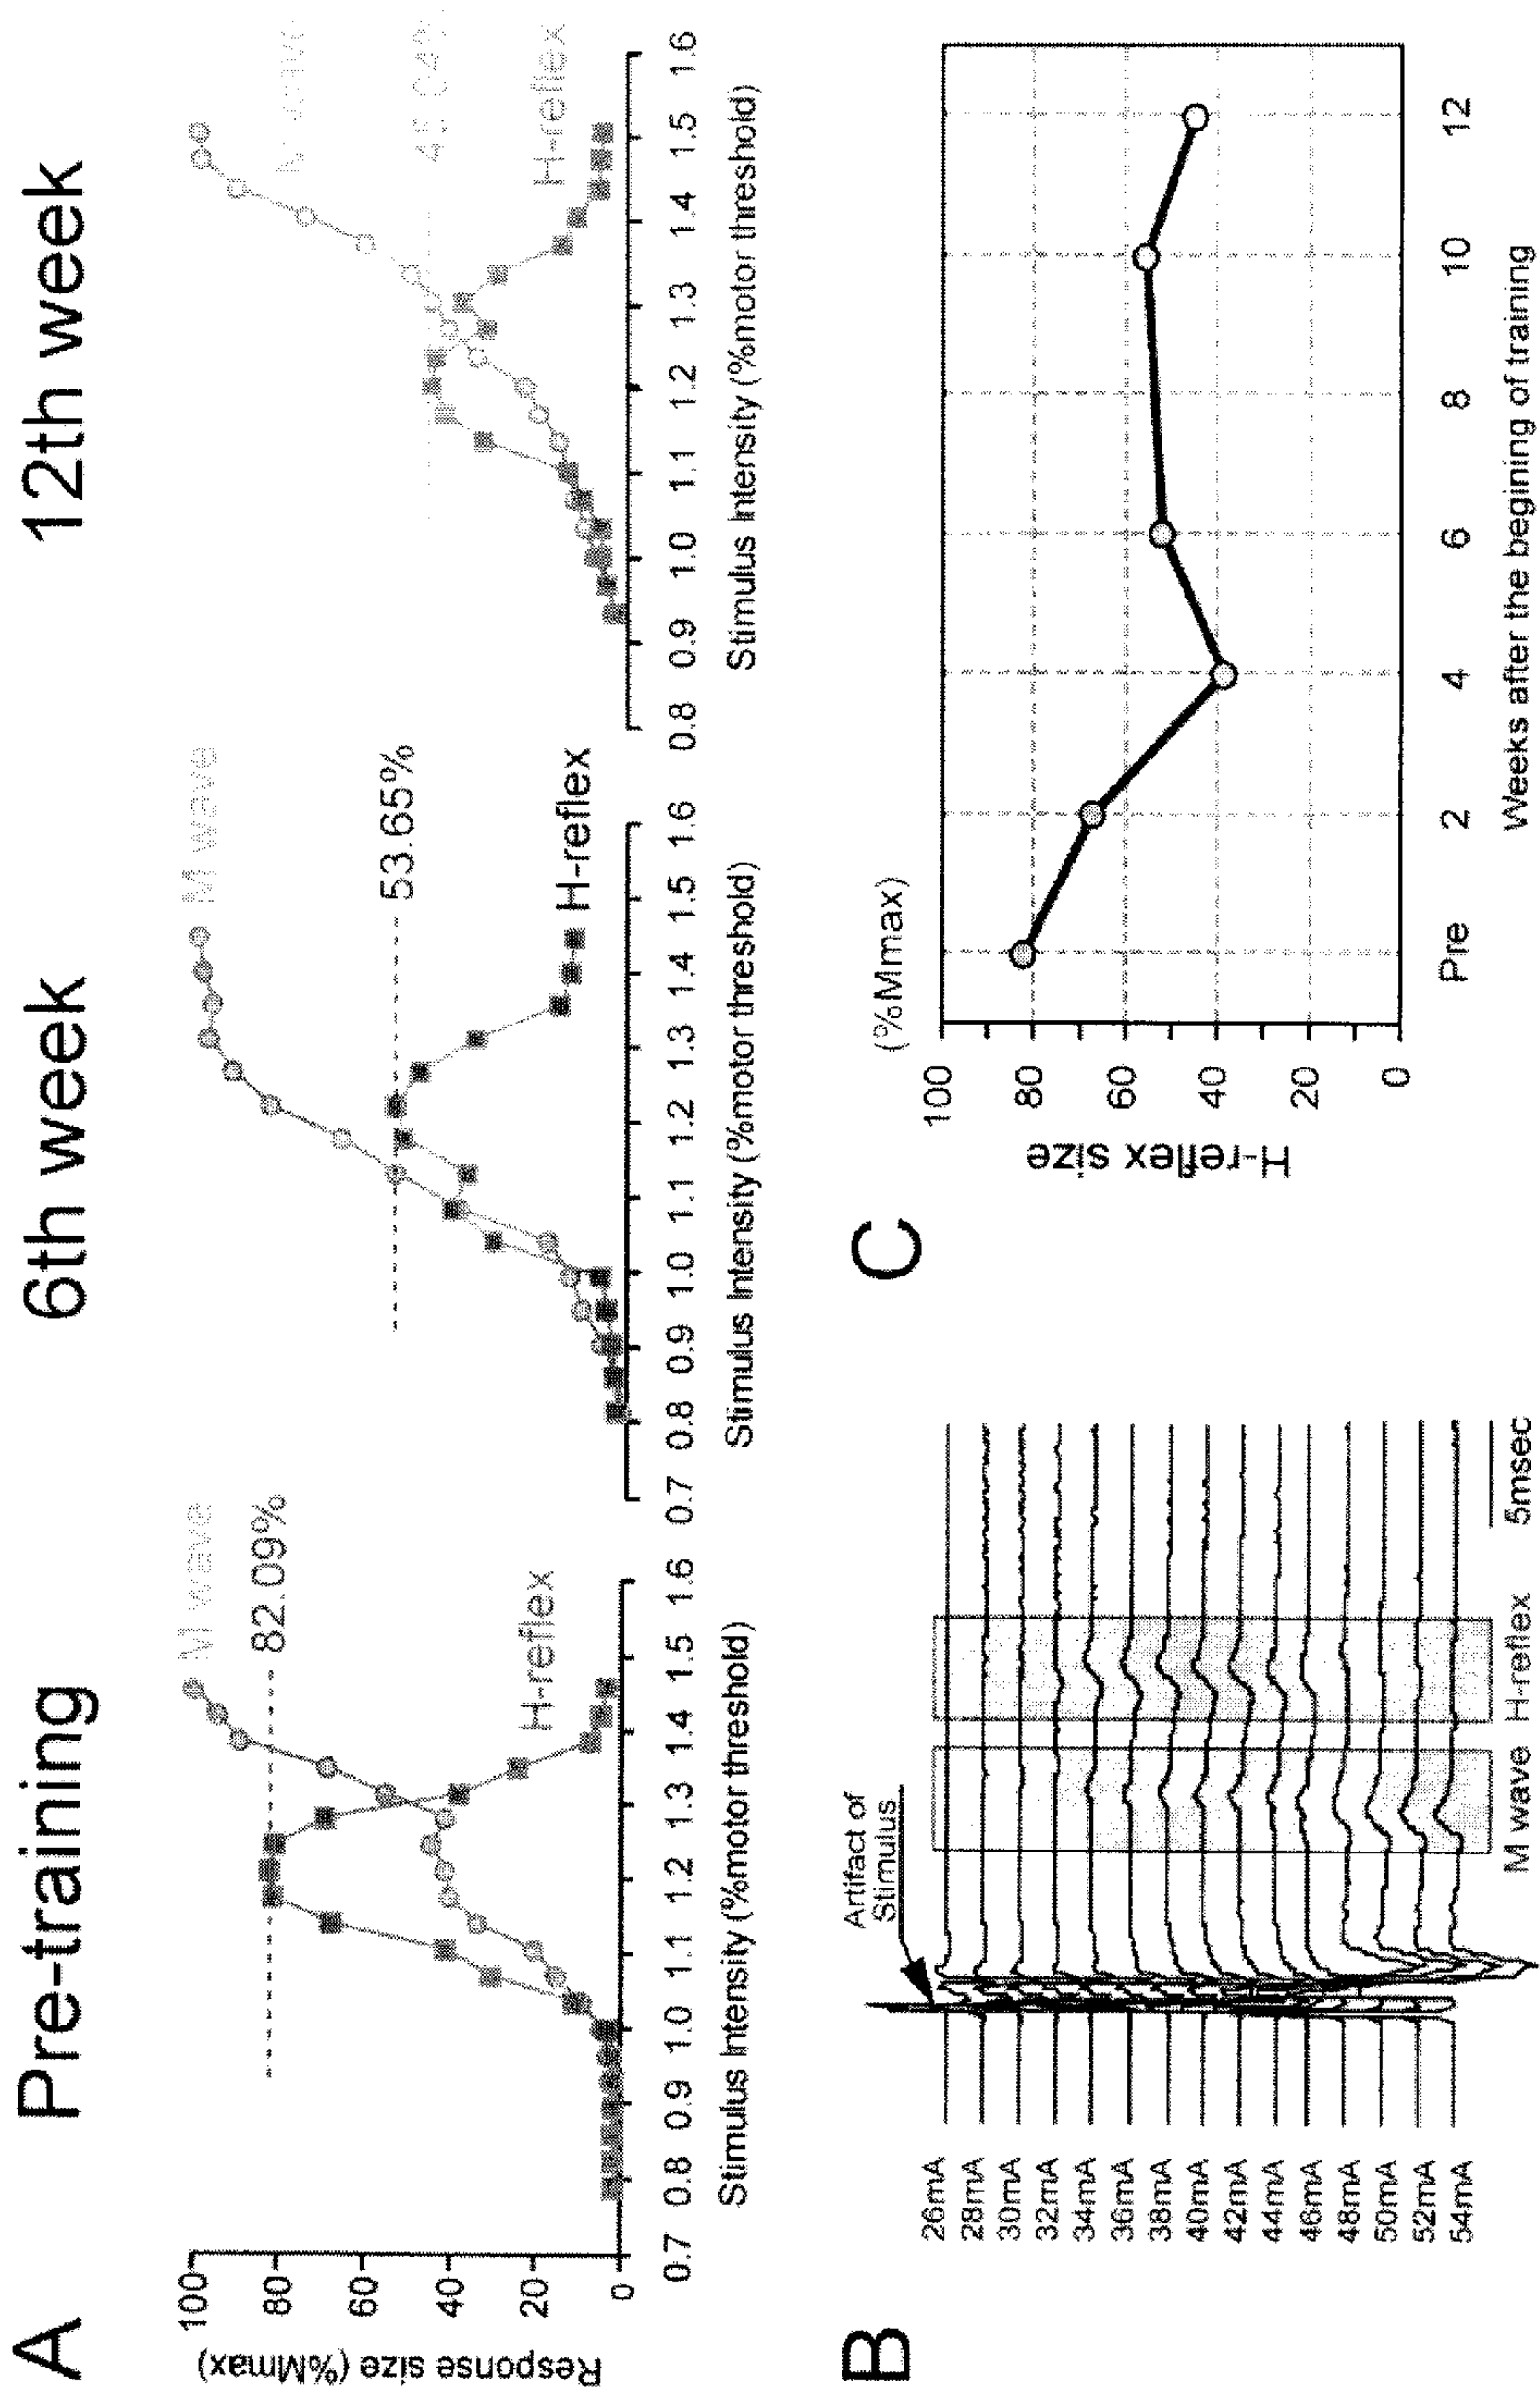 A
Pre-training
6th week
12th week
Response size (%Mmax)
100
80
60
40
20
0
M wave
82.09%
H-reflex
0.7 0.8 0.9 1.0 1.1 1.2 1.3 1.4 1.5 1.6
Stimulus Intensity (%motor threshold)
M wave
53.65%
H-reflex
0.7 0.8 0.9 1.0 1.1 1.2 1.3 1.4 1.5 1.6
Stimulus Intensity (%motor threshold)
H-reflex
0.8 0.9 1.0 1.1 1.2 1.3 1.4 1.5 1.6
Stimulus Intensity (%motor threshold)
B
Artifact of
Stimulus
26mA
28mA
30mA
32mA
34mA
36mA
38mA
40mA
42mA
44mA
46mA
48mA
50mA
52mA
54mA
M wave H-reflex 5msec
C
(%Mmax)
H-reflex size
100
80
60
40
20
0
Pre 2 4 6 8 10 12
Weeks after the begining of training